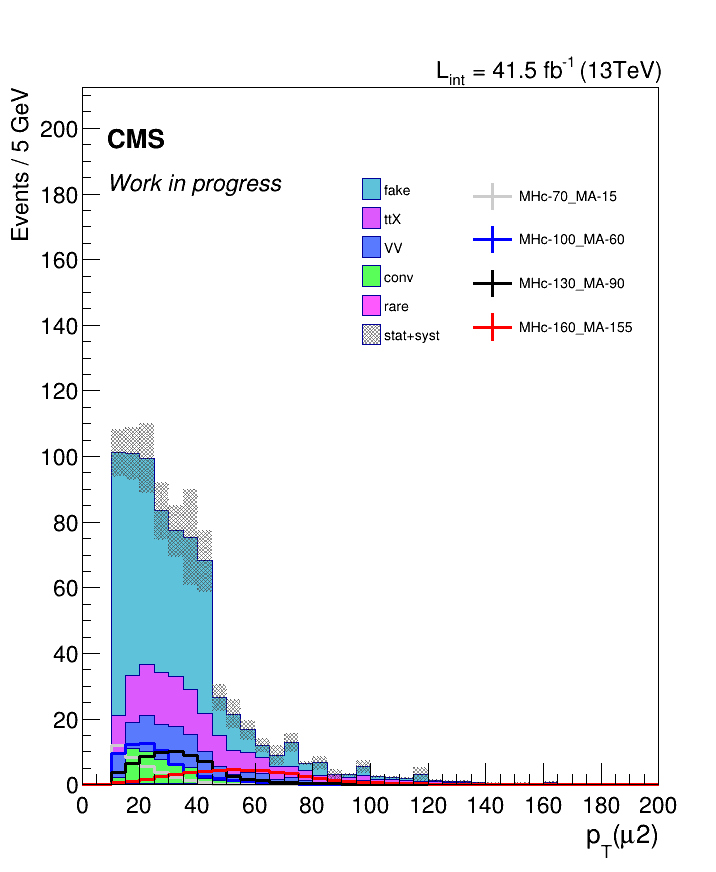 L_int = 41.5 fb^-1 (13TeV)
Events / 5 GeV
CMS
Work in progress
fake
ttX
VV
conv
rare
stat+syst
MHc-70_MA-15
MHc-100_MA-60
MHc-130_MA-90
MHc-160_MA-155
200
180
160
140
120
100
80
60
40
20
0
0 20 40 60 80 100 120 140 160 180 200
p_T(μ2)